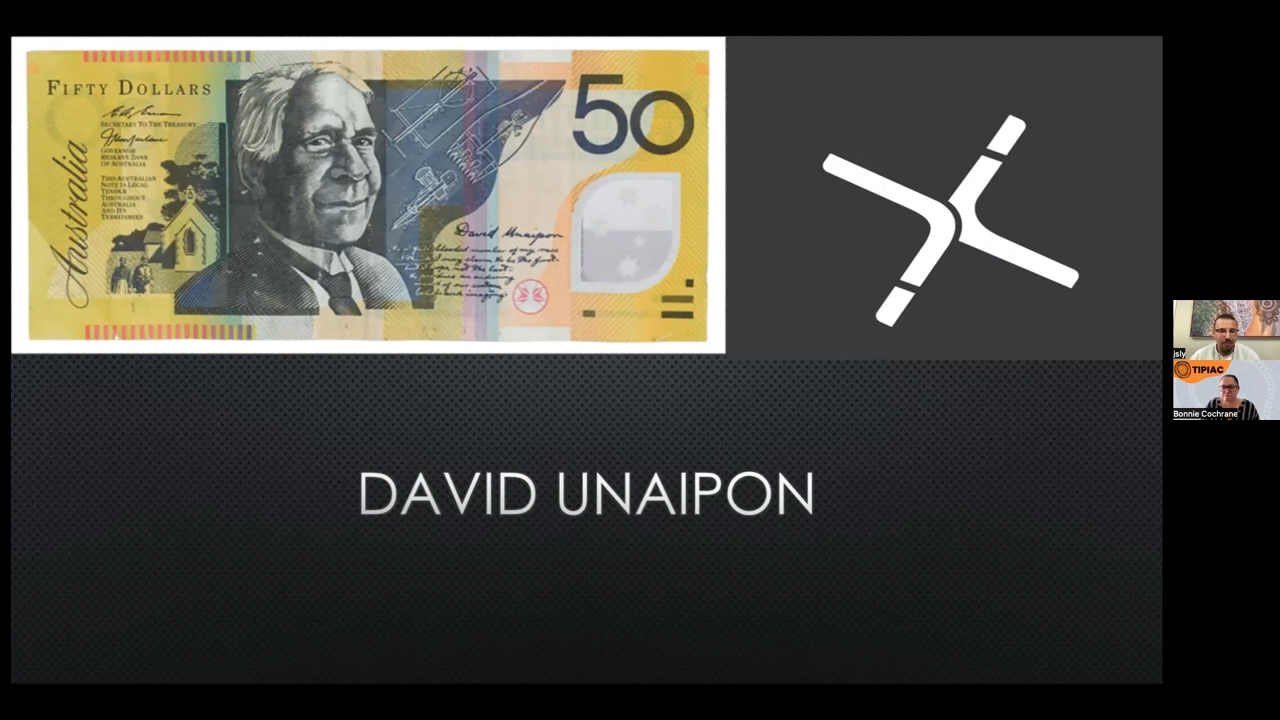 FIFTY DOLLARS
SECRETARY TO THE TREASURY
GOVERNOR
RESERVE BANK
OF AUSTRALIA
THIS AUSTRALIAN
NOTE IS LEGAL
TENDER
THROUGHOUT
AUSTRALIA
AND ITS
TERRITORIES
Australia
50
David Unaipon
jsly
TIPIAC
Bonnie Cochrane
DAVID UNAIPON